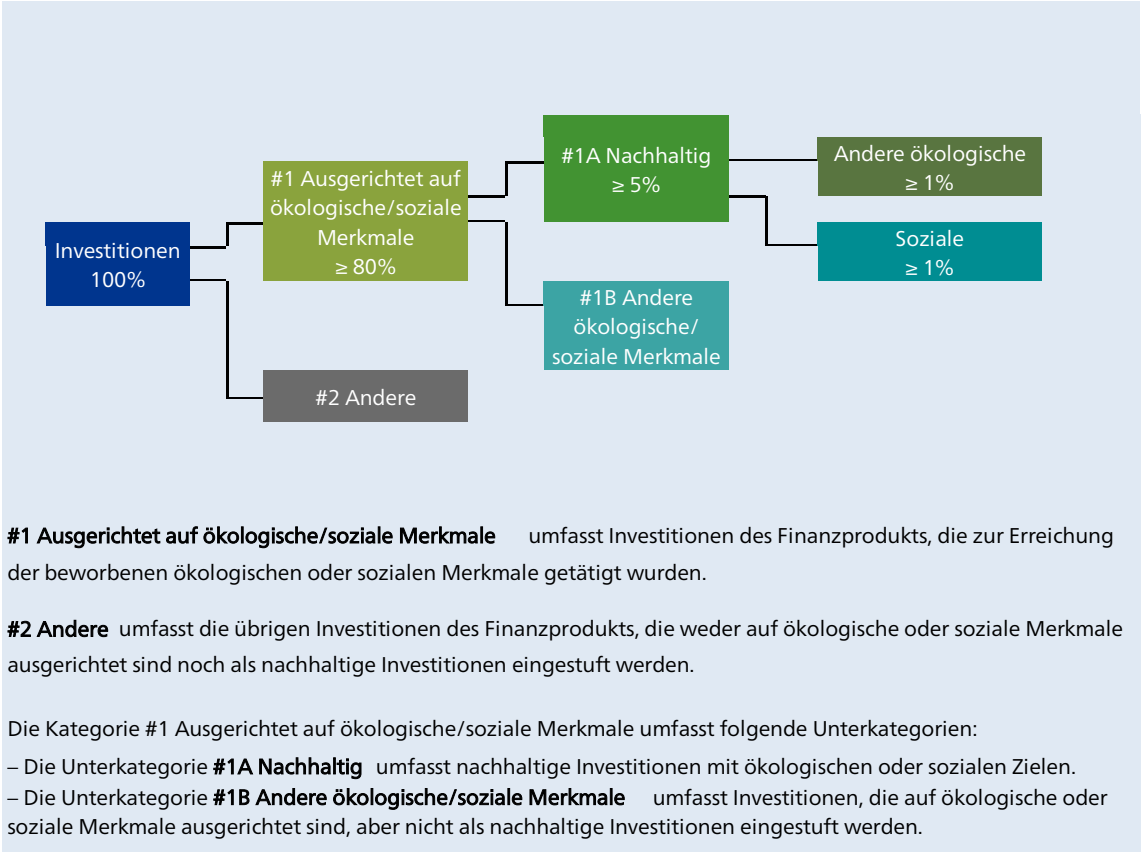 Investitionen
100%
#1 Ausgerichtet auf
ökologische/soziale
Merkmale
≥ 80%
#2 Andere
#1A Nachhaltig
≥ 5%
#1B Andere
ökologische/
soziale Merkmale
Andere ökologische
≥ 1%
Soziale
≥ 1%
#1 Ausgerichtet auf ökologische/soziale Merkmale umfasst Investitionen des Finanzprodukts, die zur Erreichung
der beworbenen ökologischen oder sozialen Merkmale getätigt wurden.
#2 Andere umfasst die übrigen Investitionen des Finanzprodukts, die weder auf ökologische oder soziale Merkmale
ausgerichtet sind noch als nachhaltige Investitionen eingestuft werden.
Die Kategorie #1 Ausgerichtet auf ökologische/soziale Merkmale umfasst folgende Unterkategorien:
– Die Unterkategorie #1A Nachhaltig umfasst nachhaltige Investitionen mit ökologischen oder sozialen Zielen.
– Die Unterkategorie #1B Andere ökologische/soziale Merkmale umfasst Investitionen, die auf ökologische oder
soziale Merkmale ausgerichtet sind, aber nicht als nachhaltige Investitionen eingestuft werden.